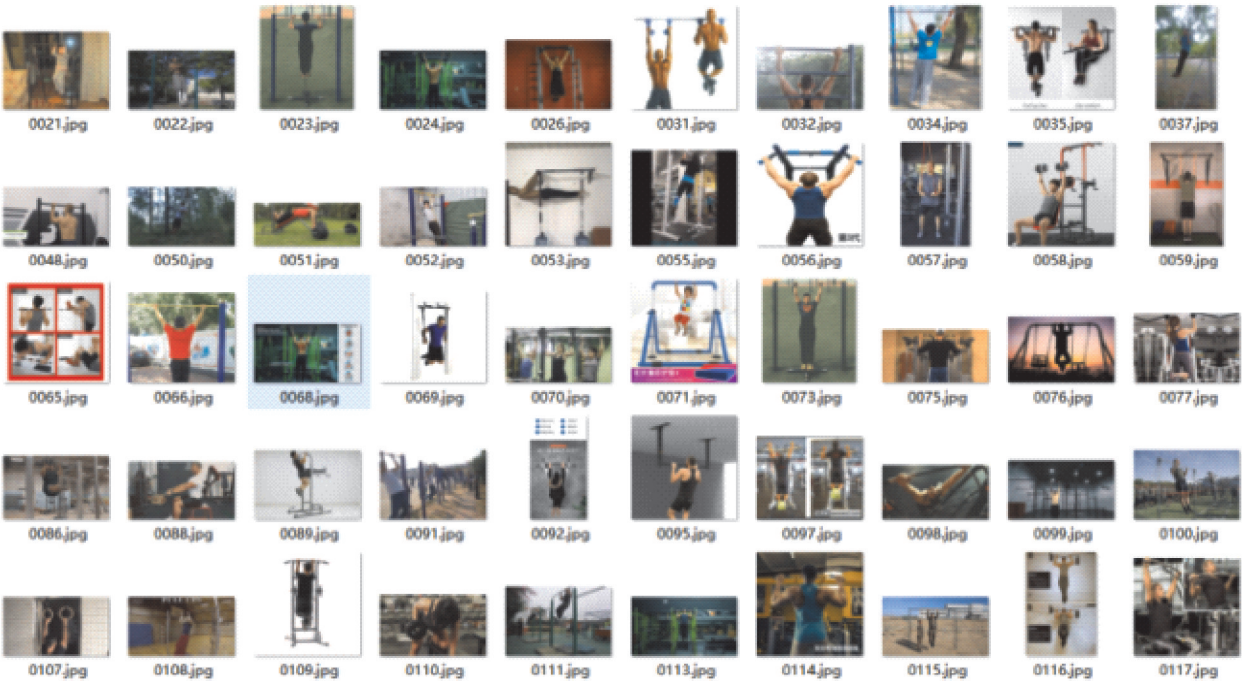 0021.jpg 0022.jpg 0023.jpg 0024.jpg 0026.jpg 0031.jpg 0032.jpg 0034.jpg 0035.jpg 0037.jpg
0048.jpg 0050.jpg 0051.jpg 0052.jpg 0053.jpg 0055.jpg 0056.jpg 0057.jpg 0058.jpg 0059.jpg
0065.jpg 0066.jpg 0068.jpg 0069.jpg 0070.jpg 0071.jpg 0073.jpg 0075.jpg 0076.jpg 0077.jpg
0086.jpg 0088.jpg 0089.jpg 0091.jpg 0092.jpg 0095.jpg 0097.jpg 0098.jpg 0099.jpg 0100.jpg
0107.jpg 0108.jpg 0109.jpg 0110.jpg 0111.jpg 0113.jpg 0114.jpg 0115.jpg 0116.jpg 0117.jpg